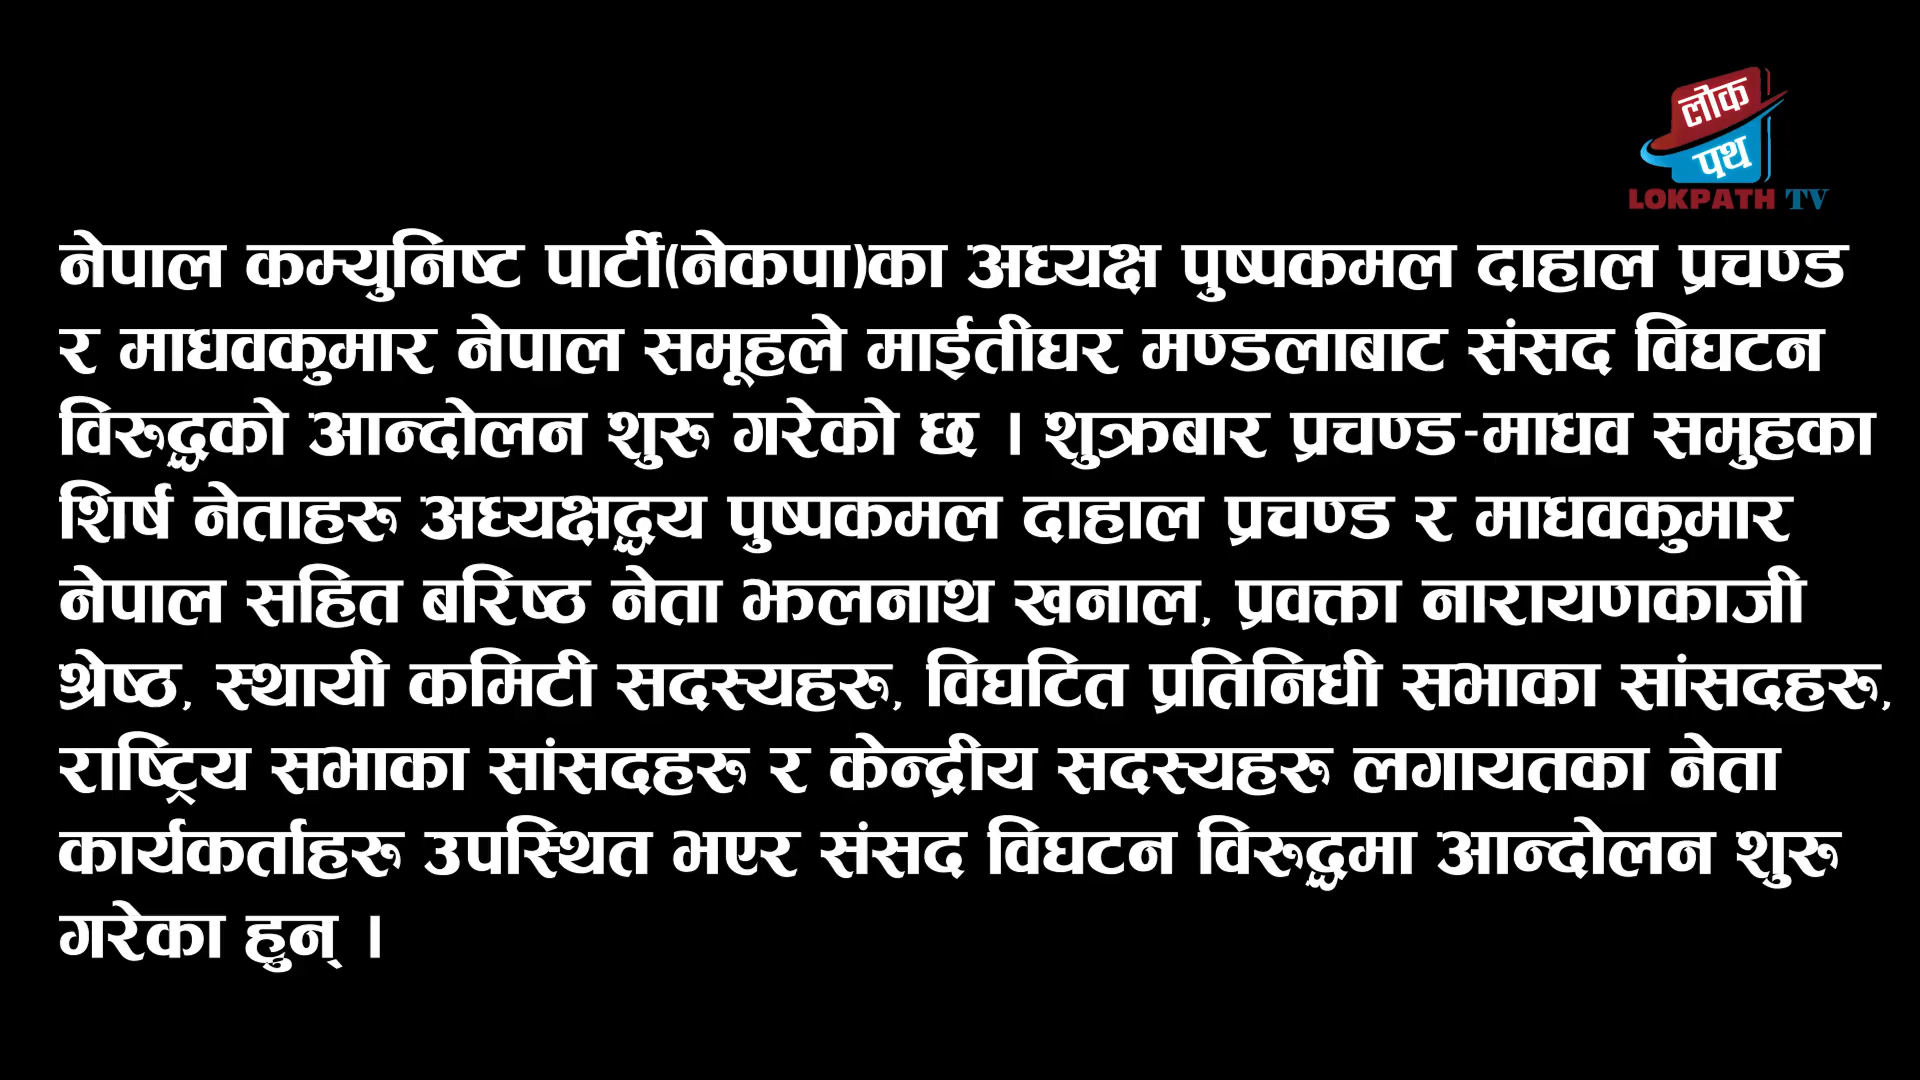 लोक
पथ
LOKPATH TV
नेपाल कम्युनिष्ट पार्टी(नेकपा)का अध्यक्ष पुष्पकमल दाहाल प्रचण्ड
र माधवकुमार नेपाल समूहले माईतीघर मण्डलाबाट संसद विघटन
विरुद्धको आन्दोलन शुरु गरेको छ । शुक्रबार प्रचण्ड-माधव समुहका
शिर्ष नेताहरु अध्यक्षद्धय पुष्पकमल दाहाल प्रचण्ड र माधवकुमार
नेपाल सहित बरिष्ठ नेता झलनाथ खनाल, प्रवक्ता नारायणकाजी
श्रेष्ठ, स्थायी कमिटी सदस्यहरु, विघटित प्रतिनिधी सभाका सांसदहरु,
राष्ट्रिय सभाका सांसदहरु र केन्द्रीय सदस्यहरु लगायतका नेता
कार्यकर्ताहरु उपस्थित भएर संसद विघटन विरुद्धमा आन्दोलन शुरु
गरेका हुन् ।